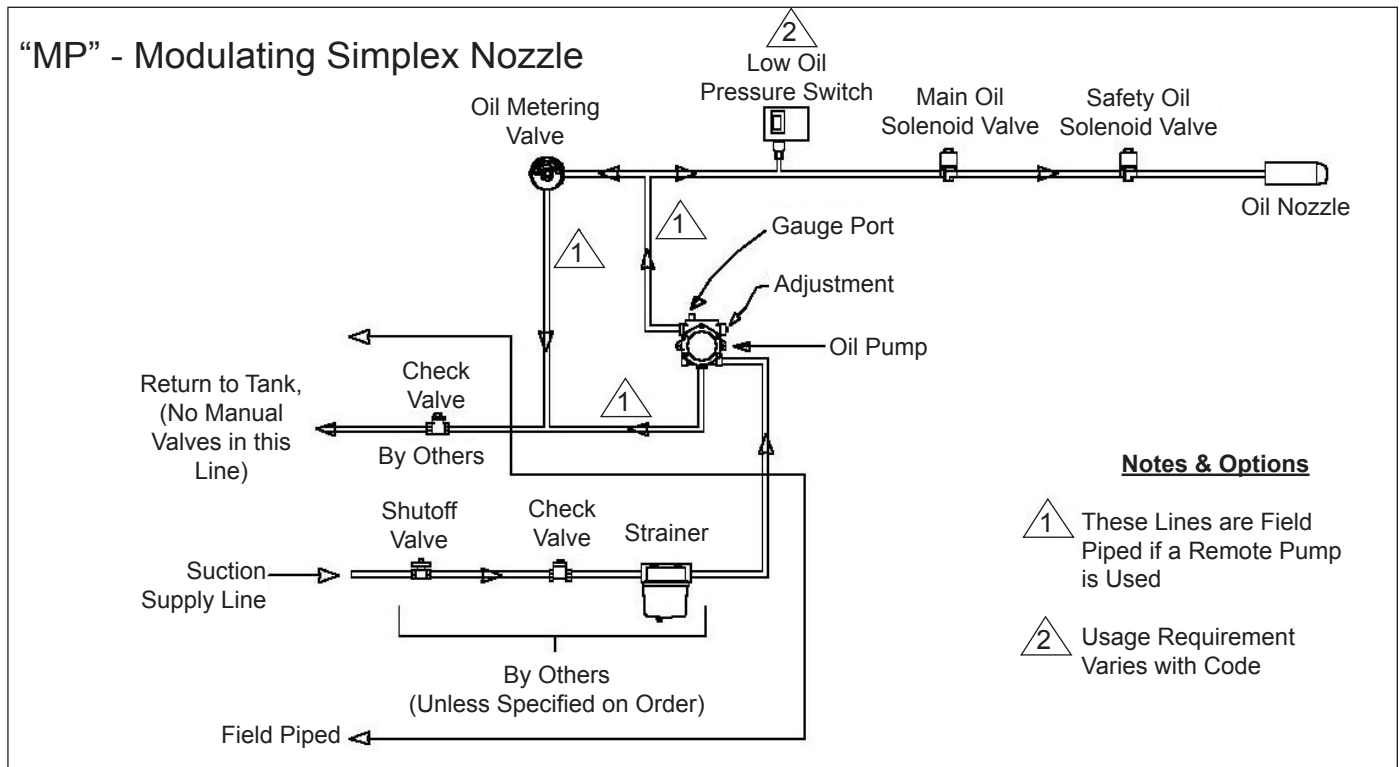 “MP” - Modulating Simplex Nozzle
2
Low Oil
Pressure Switch
Oil Metering
Valve
Main Oil
Solenoid Valve
Safety Oil
Solenoid Valve
Oil Nozzle
1
1
Gauge Port
Adjustment
Oil Pump
Return to Tank,
(No Manual
Valves in this
Line)
Check
Valve
By Others
1
Shutoff
Valve
Check
Valve
Strainer
Suction
Supply Line
By Others
(Unless Specified on Order)
Field Piped
Notes & Options
1
These Lines are Field
Piped if a Remote Pump
is Used
2
Usage Requirement
Varies with Code